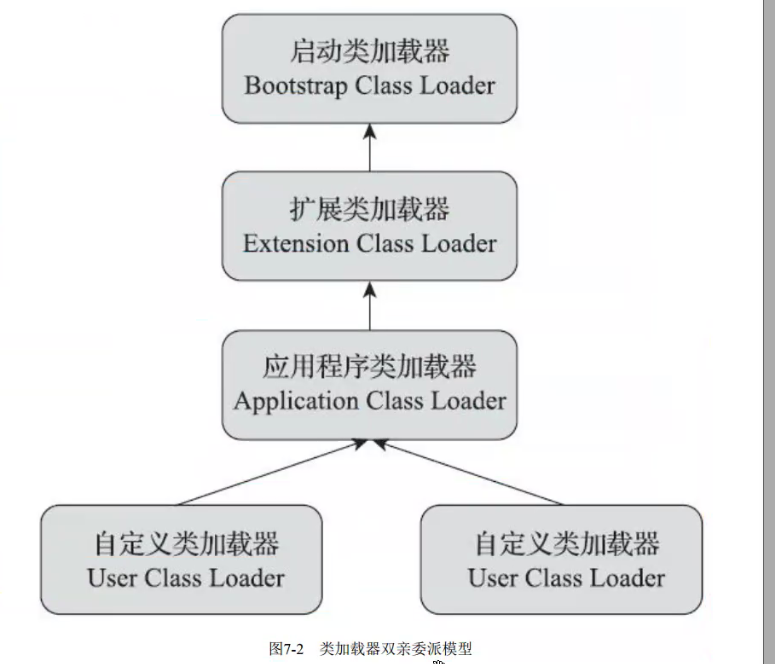 启动类加载器
Bootstrap Class Loader
扩展类加载器
Extension Class Loader
应用程序类加载器
Application Class Loader
自定义类加载器
User Class Loader
自定义类加载器
User Class Loader
图7-2 类加载器双亲委派模型